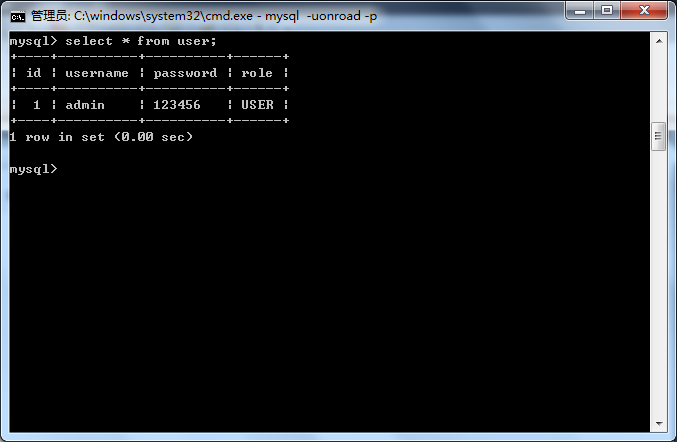 管理员: C:\windows\system32\cmd.exe - mysql  -uonroad -p
mysql> select * from user;
+----+----------+----------+------+
| id | username | password | role |
+----+----------+----------+------+
|  1 | admin    | 123456   | USER |
+----+----------+----------+------+
1 row in set (0.00 sec)
mysql>